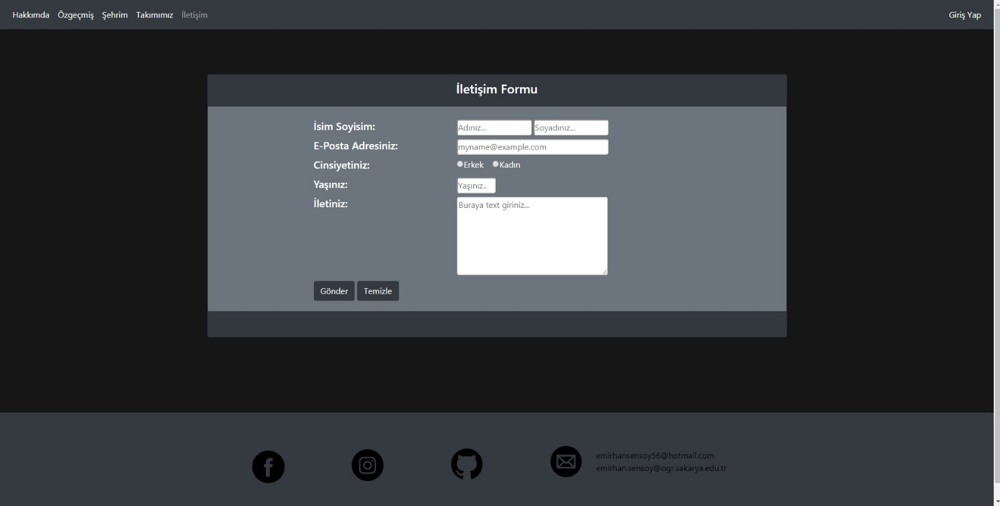 Hakkımda Özgeçmiş Şehrim Takımımız İletişim Giriş Yap
İletişim Formu
İsim Soyisim: Adınız... Soyadınız...
E-Posta Adresiniz: myname@example.com
Cinsiyetiniz: Erkek Kadın
Yaşınız: Yaşınız..
İletiniz: Buraya text giriniz...
Gönder Temizle
emirhansensoy56@hotmail.com
emirhan.sensoy@ogr.sakarya.edu.tr